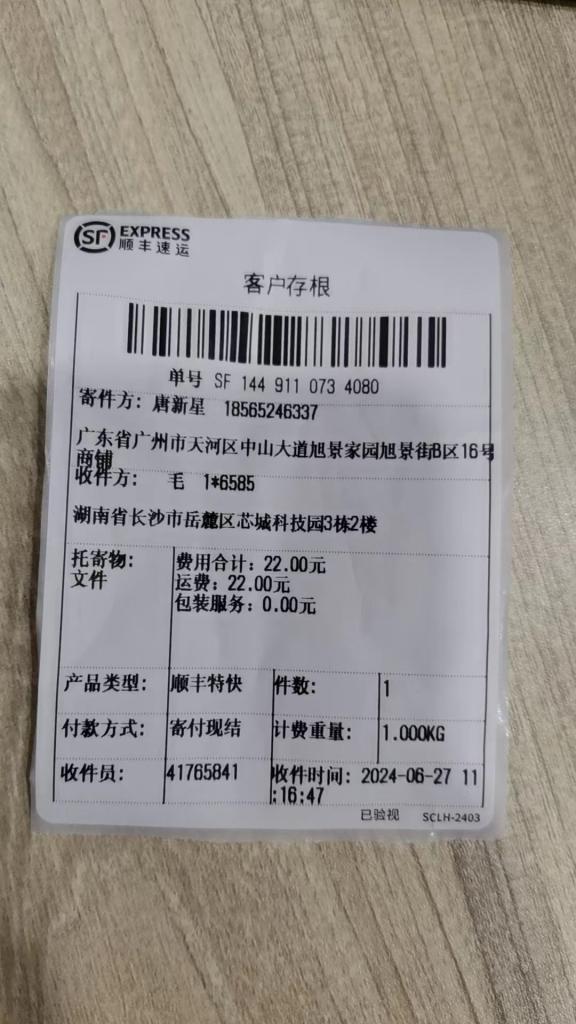 SF EXPRESS
顺丰速运
客户存根
单号 SF 144 911 073 4080
寄件方：唐新星 18565246337
广东省广州市天河区中山大道旭景家园旭景街B区16号
商铺
收件方： 毛 1*6585
湖南省长沙市岳麓区芯城科技园3栋2楼
托寄物： 费用合计：22.00元
文件 运费：22.00元
包装服务：0.00元
产品类型： 顺丰特快 件数： 1
付款方式： 寄付现结 计费重量： 1.000KG
收件员： 41765841 收件时间：2024-06-27 11
:16:47
已验视 SCLH-2403